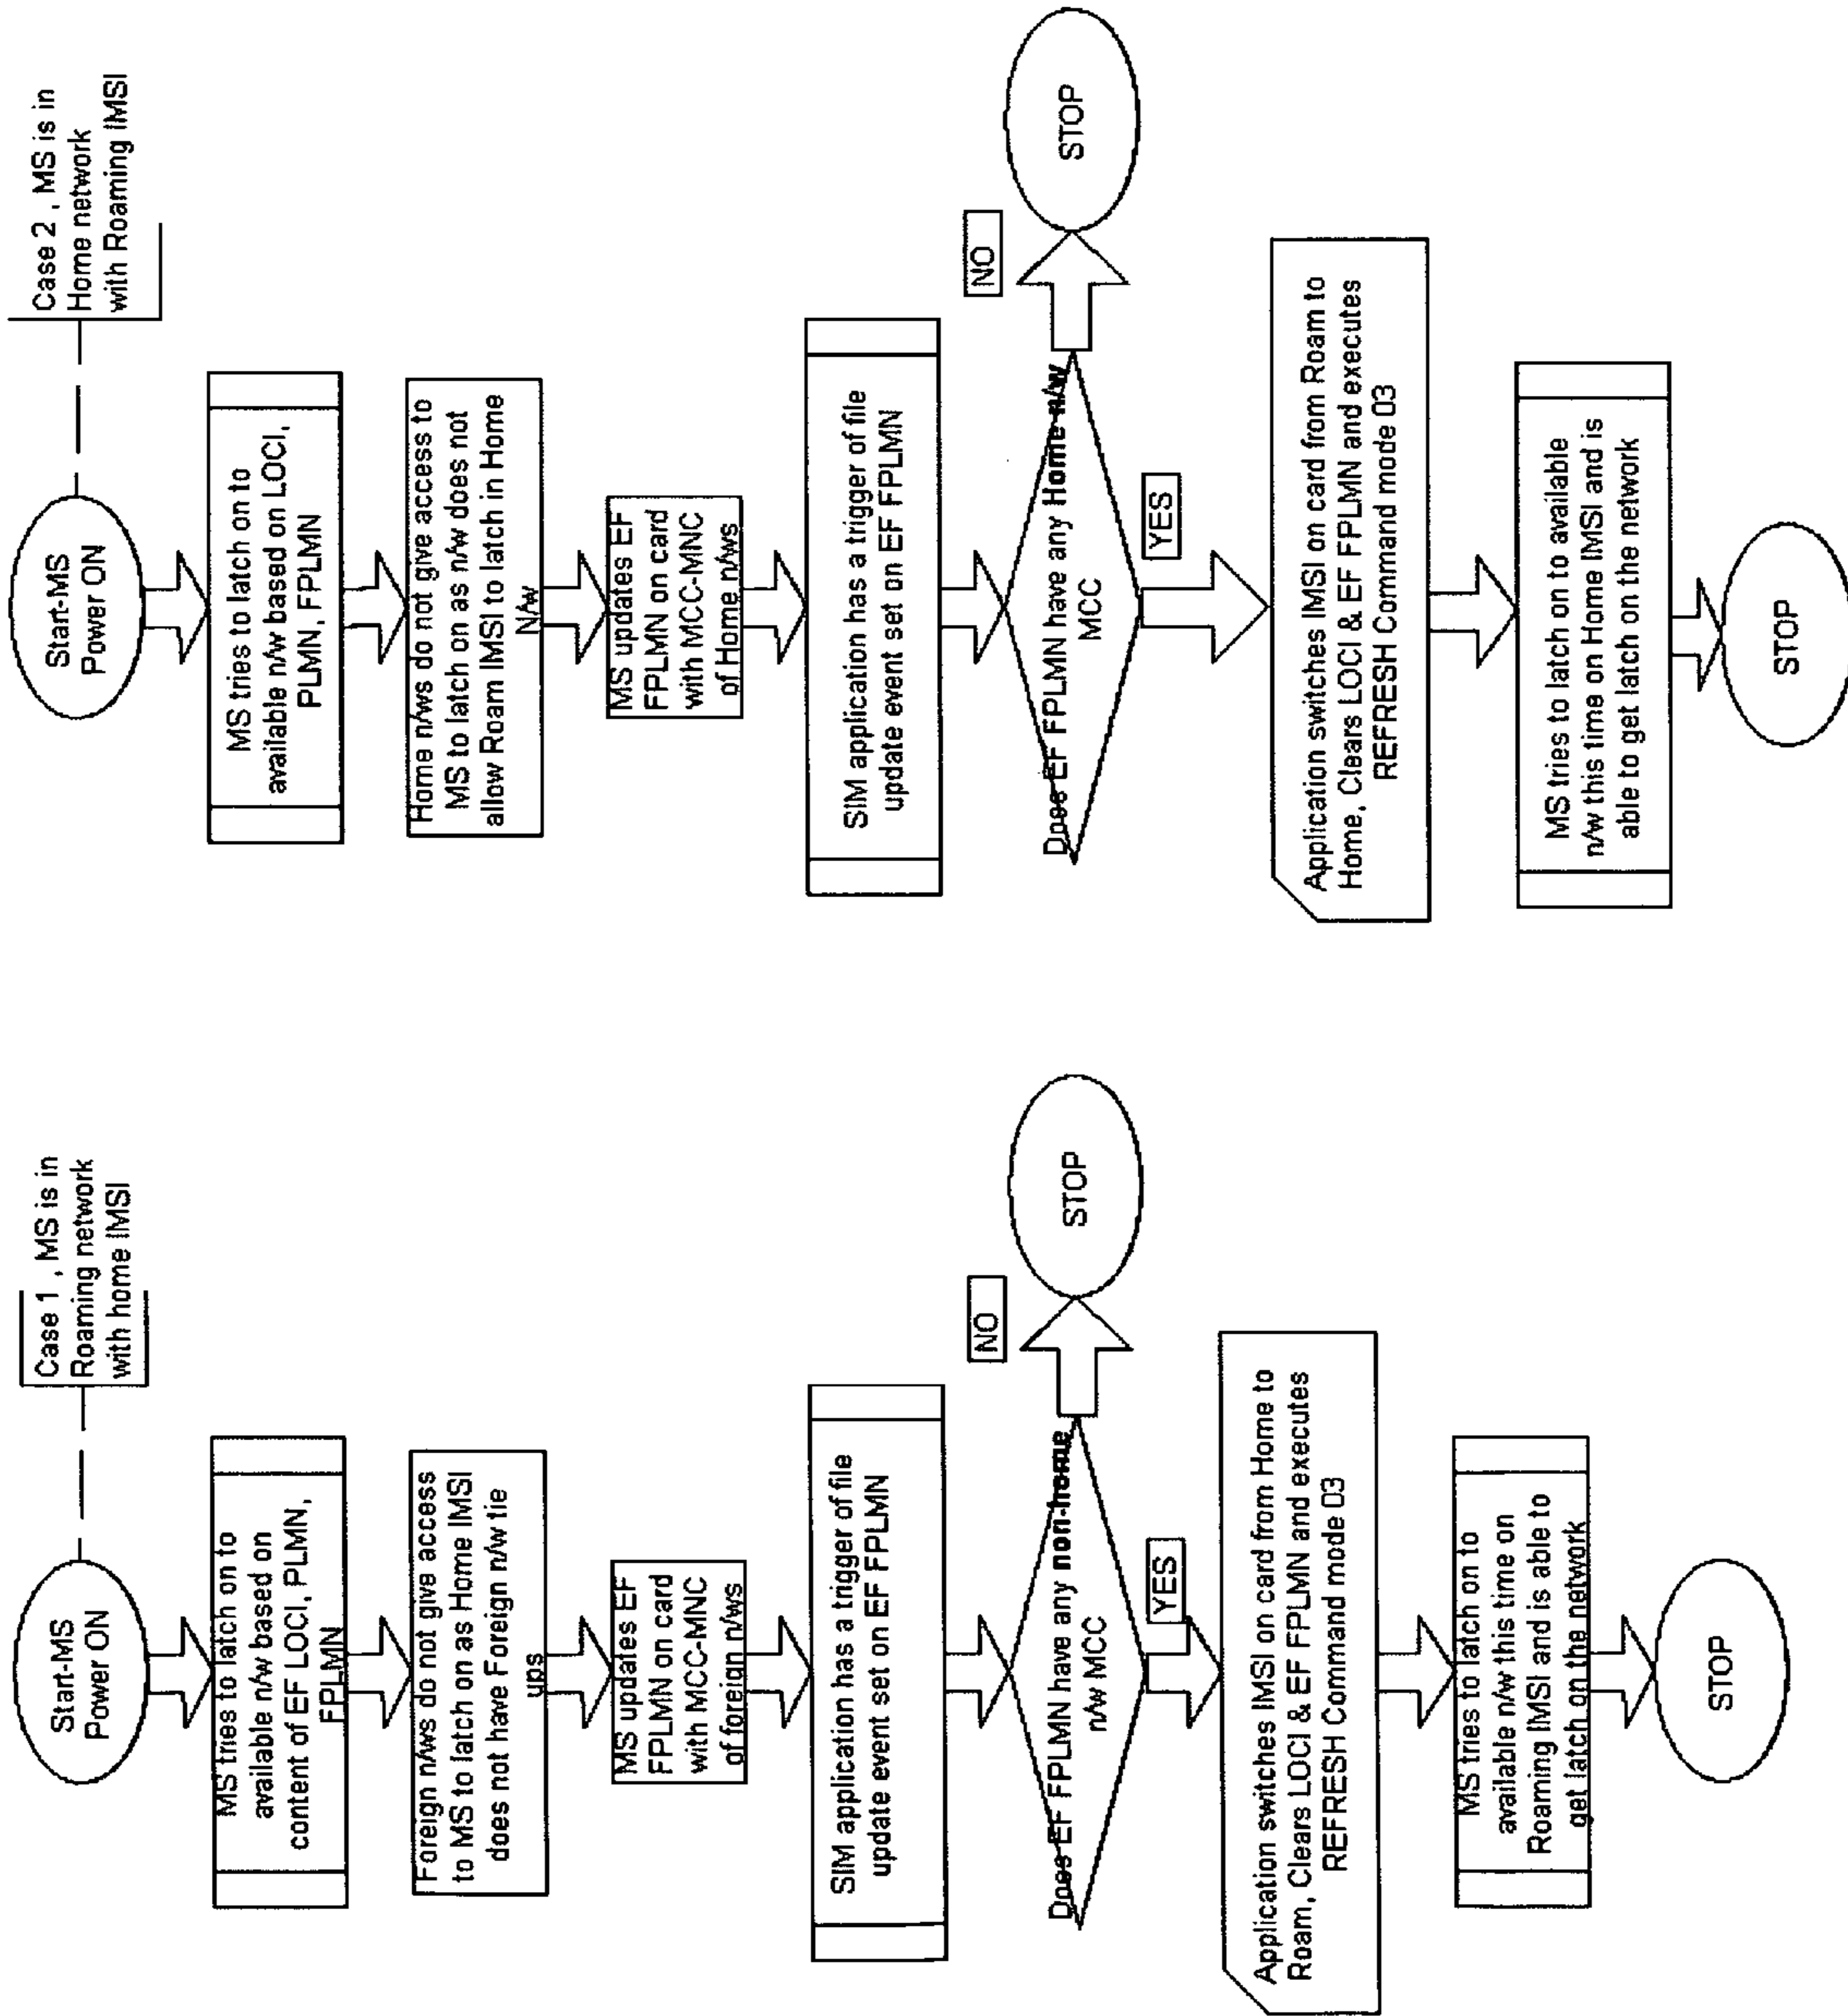 Start-MS
Power ON
Case 1 , MS is in
Roaming network
with home IMSI
MS tries to latch on to
available n/w based on
content of EF LOCI, PLMN,
FPLMN
Foreign n/ws do not give access
to MS to latch on as Home IMSI
does not have Foreign n/w tie
ups
MS updates EF
FPLMN on card
with MCC-MNC
of foreign n/ws
SIM application has a trigger of file
update event set on EF FPLMN
Does EF FPLMN have any non-home
n/w MCC
NO
STOP
YES
Application switches IMSI on card from Home to
Roam, Clears LOCI & EF FPLMN and executes
REFRESH Command mode 03
MS tries to latch on to
available n/w this time on
Roaming IMSI and is able to
get latch on the network
STOP
Start-MS
Power ON
Case 2 , MS is in
Home network
with Roaming IMSI
MS tries to latch on to
available n/w based on LOCI,
PLMN, FPLMN
Home n/ws do not give access to
MS to latch on as n/w does not
allow Roam IMSI to latch in Home
N/w
MS updates EF
FPLMN on card
with MCC-MNC
of Home n/ws
SIM application has a trigger of file
update event set on EF FPLMN
Does EF FPLMN have any Home n/w
MCC
NO
STOP
YES
Application switches IMSI on card from Roam to
Home, Clears LOCI & EF FPLMN and executes
REFRESH Command mode 03
MS tries to latch on to available
n/w this time on Home IMSI and is
able to get latch on the network
STOP